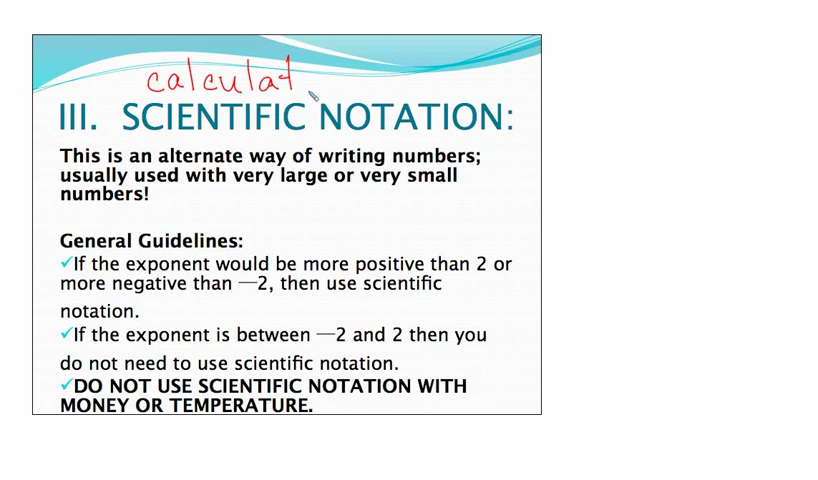 calculat
III. SCIENTIFIC NOTATION:
This is an alternate way of writing numbers;
usually used with very large or very small
numbers!
General Guidelines:
✓If the exponent would be more positive than 2 or
more negative than —2, then use scientific
notation.
✓If the exponent is between —2 and 2 then you
do not need to use scientific notation.
✓DO NOT USE SCIENTIFIC NOTATION WITH
MONEY OR TEMPERATURE.